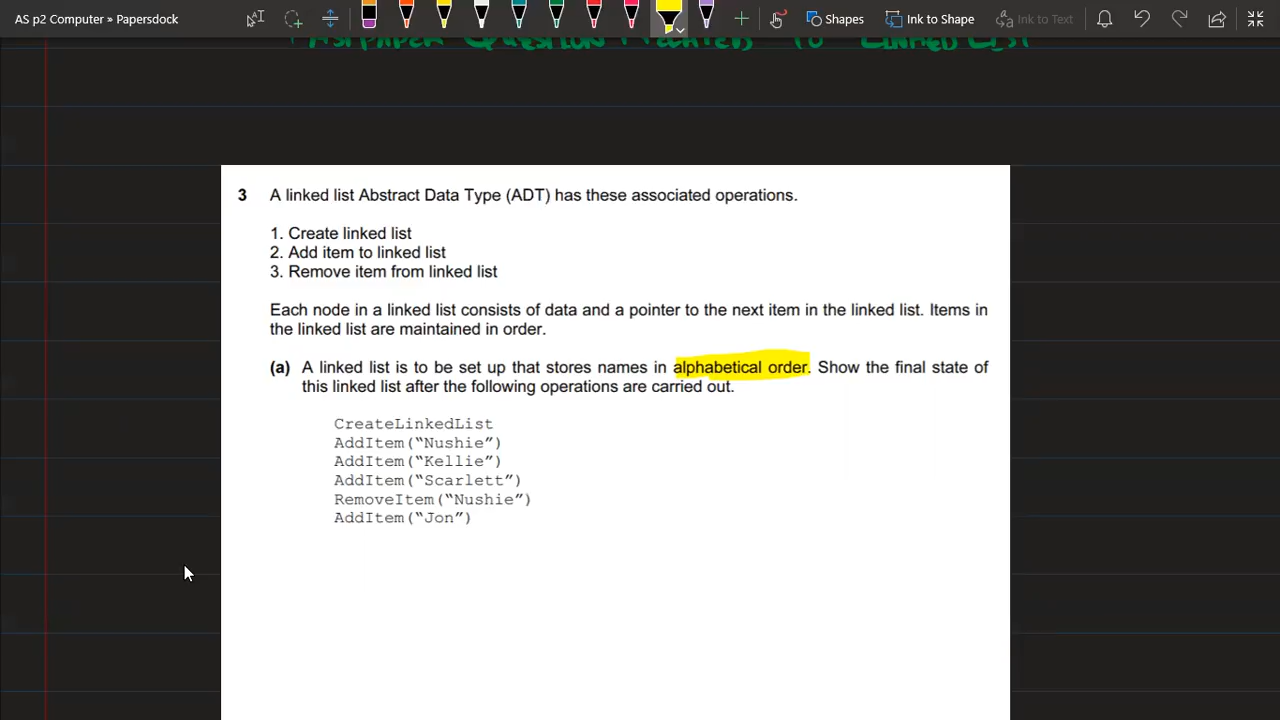 AS p2 Computer » Papersdock
Shapes
Ink to Shape
Ink to Text
3 A linked list Abstract Data Type (ADT) has these associated operations.
1. Create linked list
2. Add item to linked list
3. Remove item from linked list
Each node in a linked list consists of data and a pointer to the next item in the linked list. Items in
the linked list are maintained in order.
(a) A linked list is to be set up that stores names in alphabetical order. Show the final state of
this linked list after the following operations are carried out.
CreateLinkedList
AddItem(“Nushie”)
AddItem(“Kellie”)
AddItem(“Scarlett”)
RemoveItem(“Nushie”)
AddItem(“Jon”)